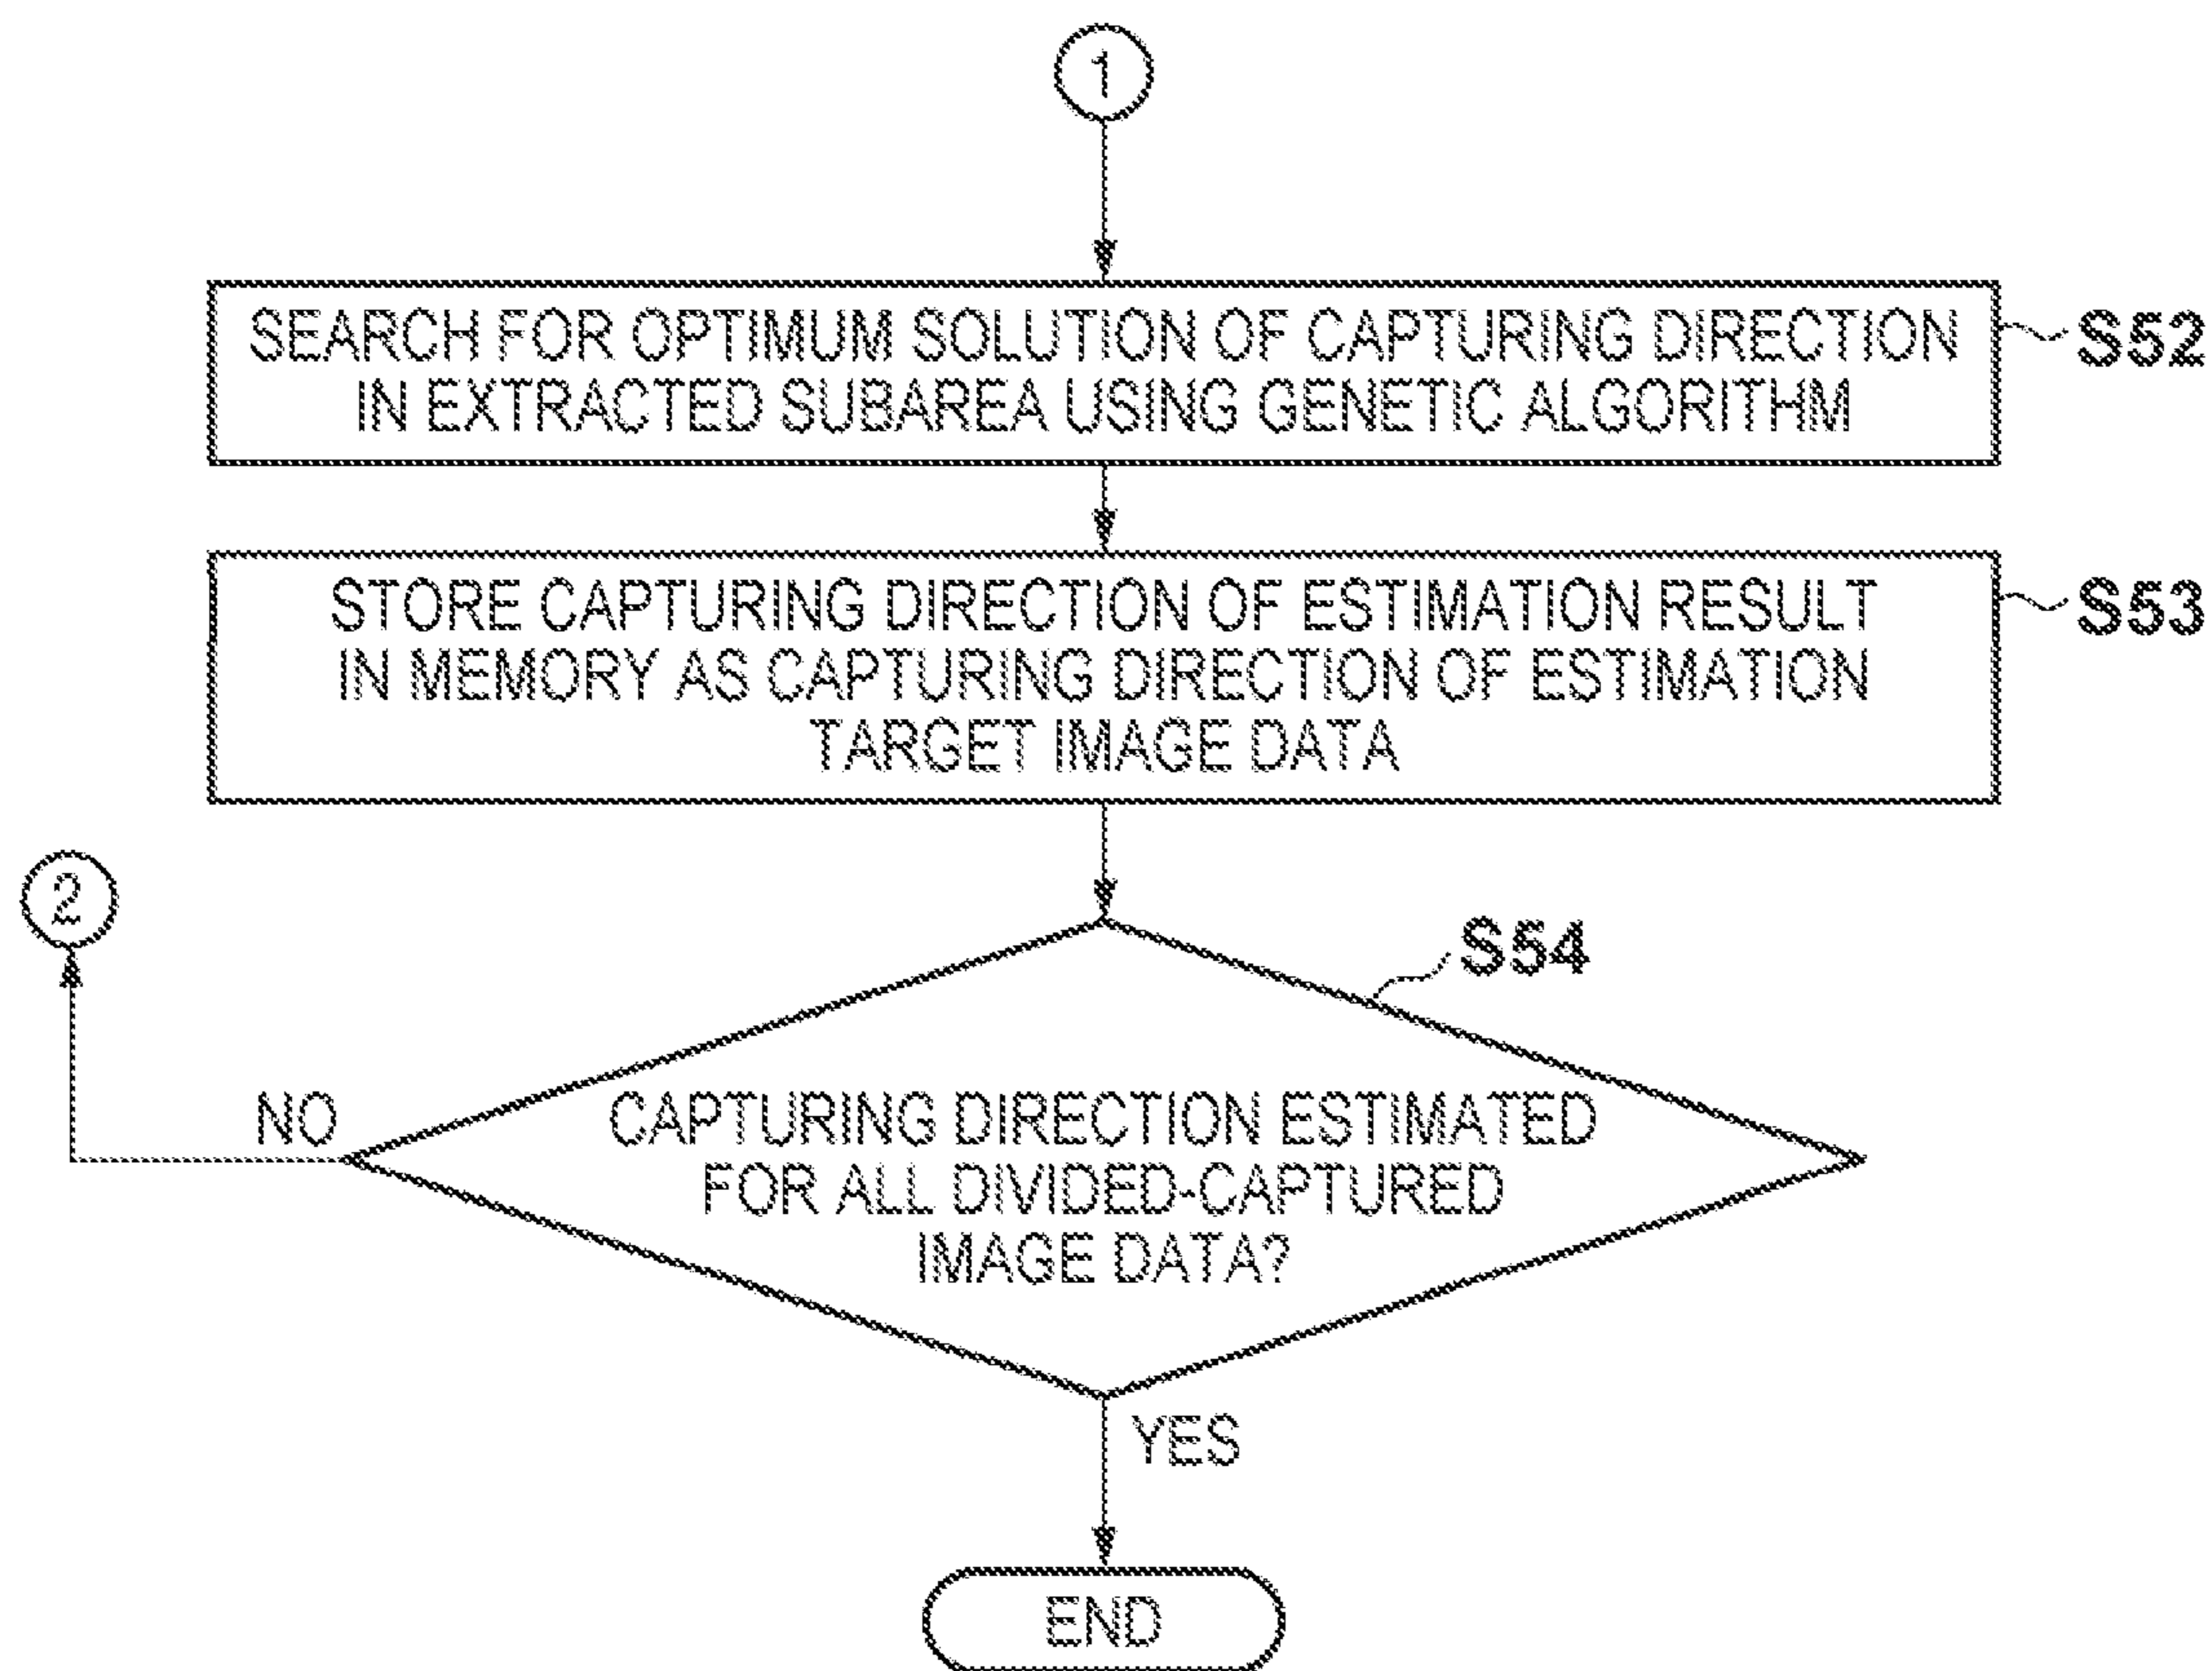 1
SEARCH FOR OPTIMUM SOLUTION OF CAPTURING DIRECTION
IN EXTRACTED SUBAREA USING GENETIC ALGORITHM
S52
STORE CAPTURING DIRECTION OF ESTIMATION RESULT
IN MEMORY AS CAPTURING DIRECTION OF ESTIMATION
TARGET IMAGE DATA
S53
2
S54
NO
CAPTURING DIRECTION ESTIMATED
FOR ALL DIVIDED-CAPTURED
IMAGE DATA?
YES
END